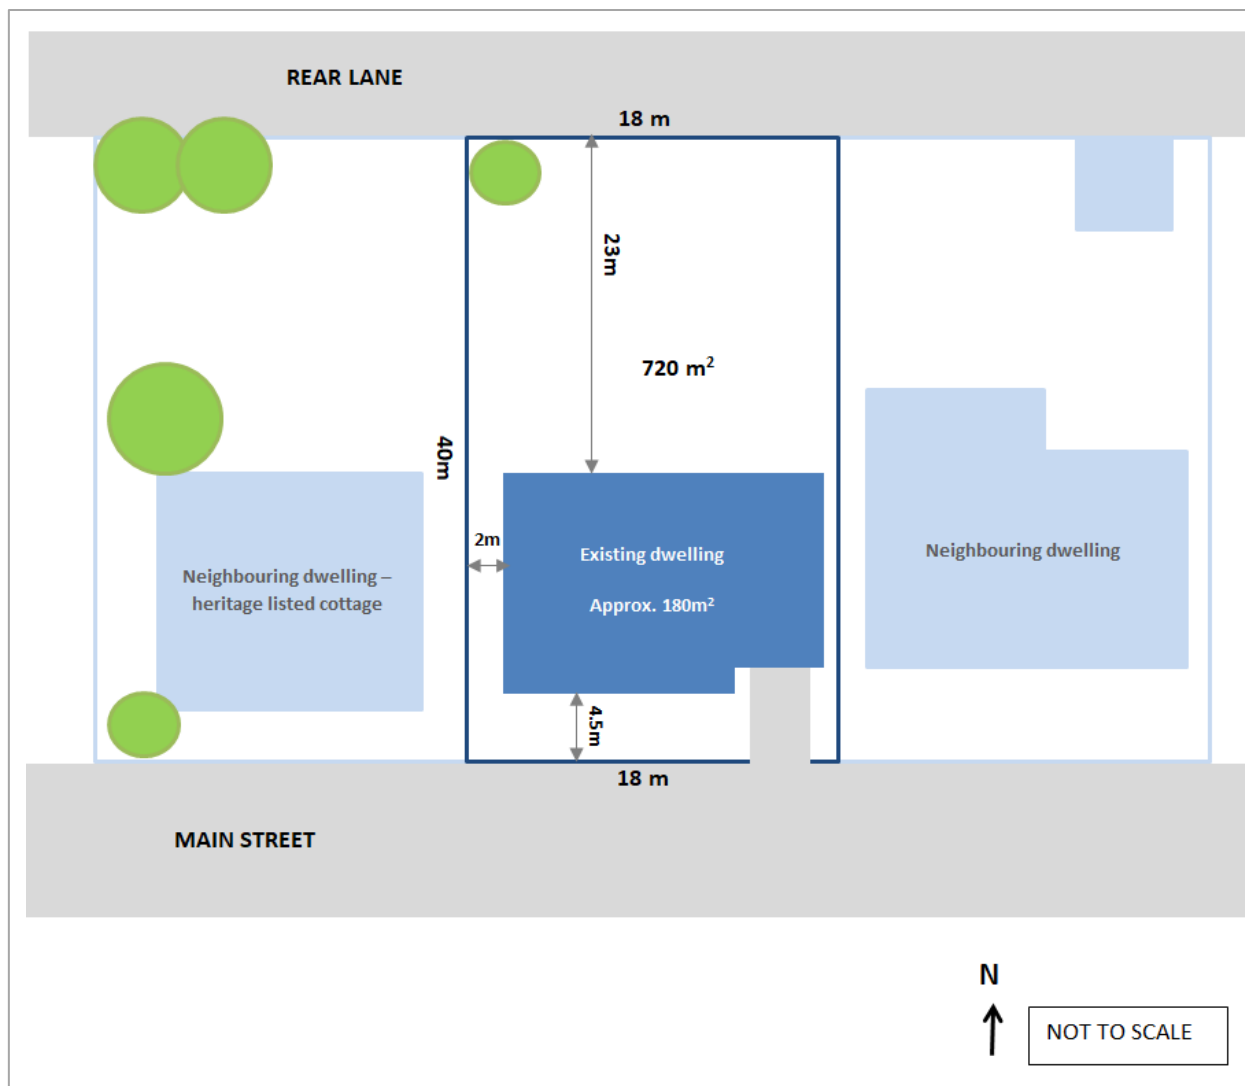 REAR LANE
18 m
23m
720 m²
40m
2m
Existing dwelling
Approx. 180m²
Neighbouring dwelling –
heritage listed cottage
Neighbouring dwelling
4.5m
18 m
MAIN STREET
N
NOT TO SCALE